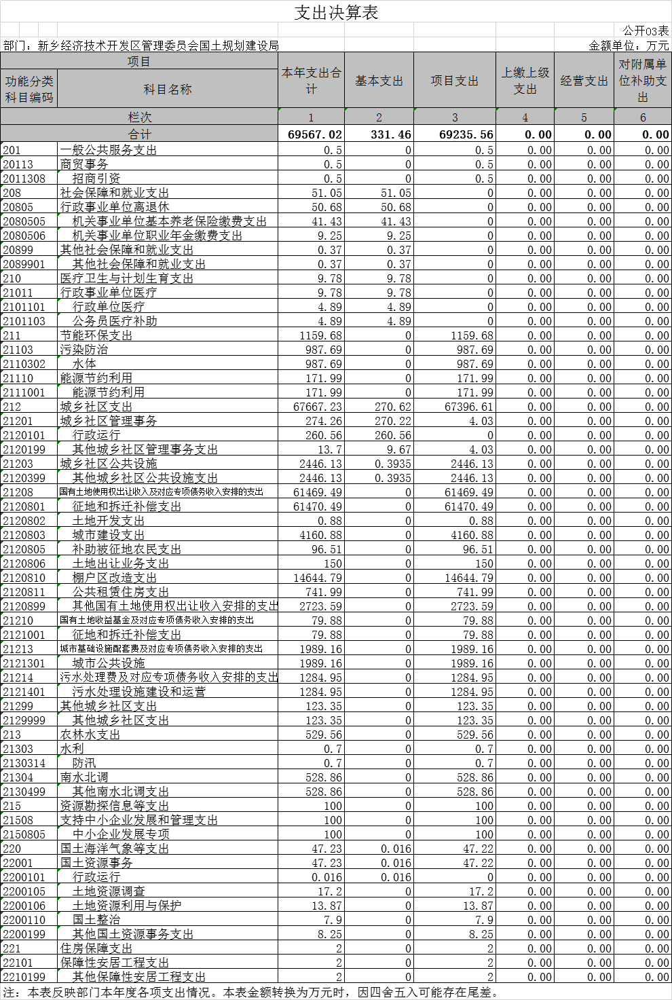 支出决算表
公开03表
部门：新乡经济技术开发区管理委员会国土规划建设局 金额单位：万元
项目 本年支出合计 基本支出 项目支出 上缴上级支出 经营支出 对附属单位补助支出
功能分类科目编码 科目名称
栏次 1 2 3 4 5 6
合计 69567.02 331.46 69235.56 0.00 0.00 0.00
201 一般公共服务支出 0.5 0 0.5 0.00 0.00 0.00
20113 商贸事务 0.5 0 0.5 0.00 0.00 0.00
2011308 招商引资 0.5 0 0.5 0.00 0.00 0.00
208 社会保障和就业支出 51.05 51.05 0 0.00 0.00 0.00
20805 行政事业单位离退休 50.68 50.68 0 0.00 0.00 0.00
2080505 机关事业单位基本养老保险缴费支出 41.43 41.43 0 0.00 0.00 0.00
2080506 机关事业单位职业年金缴费支出 9.25 9.25 0 0.00 0.00 0.00
20899 其他社会保障和就业支出 0.37 0.37 0 0.00 0.00 0.00
2089901 其他社会保障和就业支出 0.37 0.37 0 0.00 0.00 0.00
210 医疗卫生与计划生育支出 9.78 9.78 0 0.00 0.00 0.00
21011 行政事业单位医疗 9.78 9.78 0 0.00 0.00 0.00
2101101 行政单位医疗 4.89 4.89 0 0.00 0.00 0.00
2101103 公务员医疗补助 4.89 4.89 0 0.00 0.00 0.00
211 节能环保支出 1159.68 0 1159.68 0.00 0.00 0.00
21103 污染防治 987.69 0 987.69 0.00 0.00 0.00
2110302 水体 987.69 0 987.69 0.00 0.00 0.00
21110 能源节约利用 171.99 0 171.99 0.00 0.00 0.00
2111001 能源节约利用 171.99 0 171.99 0.00 0.00 0.00
212 城乡社区支出 67667.23 270.62 67396.61 0.00 0.00 0.00
21201 城乡社区管理事务 274.26 270.22 4.03 0.00 0.00 0.00
2120101 行政运行 260.56 260.56 0 0.00 0.00 0.00
2120199 其他城乡社区管理事务支出 13.7 9.67 4.03 0.00 0.00 0.00
21203 城乡社区公共设施 2446.13 0.3935 2446.13 0.00 0.00 0.00
2120399 其他城乡社区公共设施支出 2446.13 0.3935 2446.13 0.00 0.00 0.00
21208 国有土地使用权出让收入及对应专项债务收入安排的支出 61469.49 0 61469.49 0.00 0.00 0.00
2120801 征地和拆迁补偿支出 61470.49 0 61470.49 0.00 0.00 0.00
2120802 土地开发支出 0.88 0 0.88 0.00 0.00 0.00
2120803 城市建设支出 4160.88 0 4160.88 0.00 0.00 0.00
2120805 补助被征地农民支出 96.51 0 96.51 0.00 0.00 0.00
2120806 土地出让业务支出 150 0 150 0.00 0.00 0.00
2120810 棚户区改造支出 14644.79 0 14644.79 0.00 0.00 0.00
2120811 公共租赁住房支出 741.99 0 741.99 0.00 0.00 0.00
2120899 其他国有土地使用权出让收入安排的支出 2723.59 0 2723.59 0.00 0.00 0.00
21210 国有土地收益基金及对应专项债务收入安排的支出 79.88 0 79.88 0.00 0.00 0.00
2121001 征地和拆迁补偿支出 79.88 0 79.88 0.00 0.00 0.00
21213 城市基础设施配套费及对应专项债务收入安排的支出 1989.16 0 1989.16 0.00 0.00 0.00
2121301 城市公共设施 1989.16 0 1989.16 0.00 0.00 0.00
21214 污水处理费及对应专项债务收入安排的支出 1284.95 0 1284.95 0.00 0.00 0.00
2121401 污水处理设施建设和运营 1284.95 0 1284.95 0.00 0.00 0.00
21299 其他城乡社区支出 123.35 0 123.35 0.00 0.00 0.00
2129999 其他城乡社区支出 123.35 0 123.35 0.00 0.00 0.00
213 农林水支出 529.56 0 529.56 0.00 0.00 0.00
21303 水利 0.7 0 0.7 0.00 0.00 0.00
2130314 防汛 0.7 0 0.7 0.00 0.00 0.00
21304 南水北调 528.86 0 528.86 0.00 0.00 0.00
2130499 其他南水北调支出 528.86 0 528.86 0.00 0.00 0.00
215 资源勘探信息等支出 100 0 100 0.00 0.00 0.00
21508 支持中小企业发展和管理支出 100 0 100 0.00 0.00 0.00
2150805 中小企业发展专项 100 0 100 0.00 0.00 0.00
220 国土海洋气象等支出 47.23 0.016 47.22 0.00 0.00 0.00
22001 国土资源事务 47.23 0.016 47.22 0.00 0.00 0.00
2200101 行政运行 0.016 0.016 0 0.00 0.00 0.00
2200105 土地资源调查 17.2 0 17.2 0.00 0.00 0.00
2200106 土地资源利用与保护 13.87 0 13.87 0.00 0.00 0.00
2200110 国土整治 7.9 0 7.9 0.00 0.00 0.00
2200199 其他国土资源事务支出 8.25 0 8.25 0.00 0.00 0.00
221 住房保障支出 2 0 2 0.00 0.00 0.00
22101 保障性安居工程支出 2 0 2 0.00 0.00 0.00
2210199 其他保障性安居工程支出 2 0 2 0.00 0.00 0.00
注：本表反映部门本年度各项支出情况。本表金额转换为万元时，因四舍五入可能存在尾差。